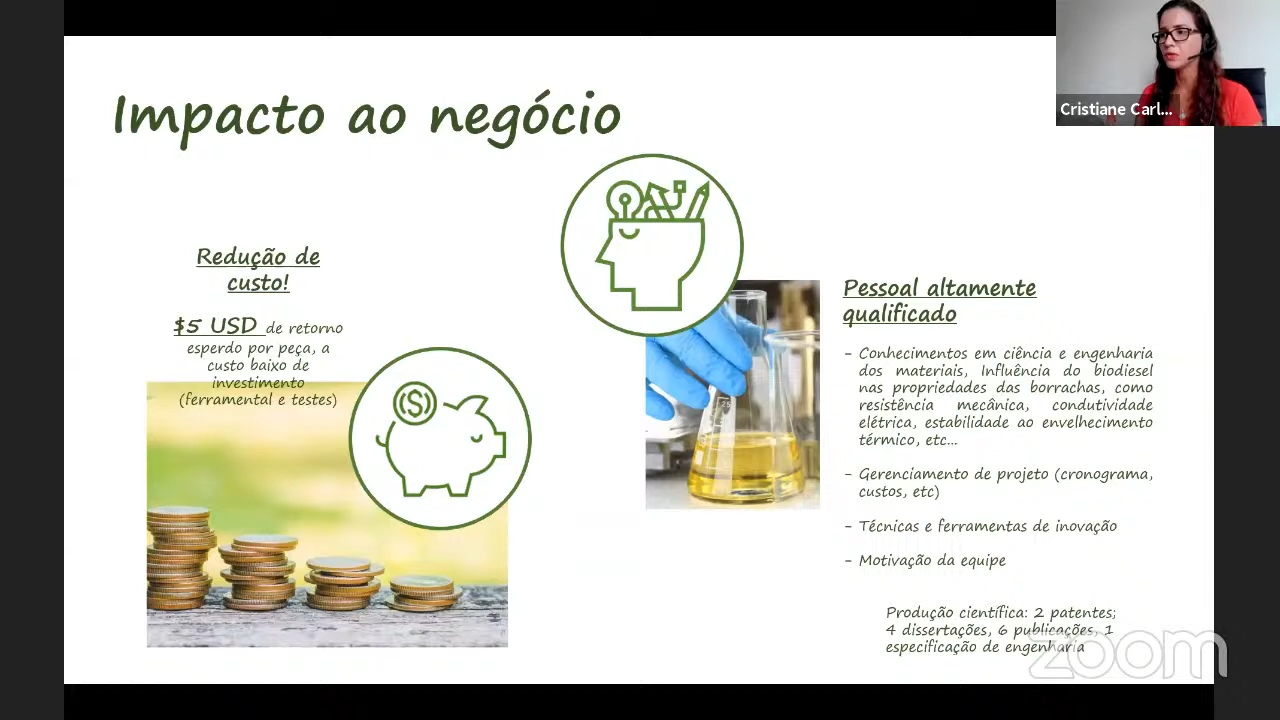 Impacto ao negócio
Cristiane Carl...
Redução de
custo!
$5 USD de retorno
esperdo por peça, a
custo baixo de
investimento
(ferramental e testes)
Pessoal altamente
qualificado
- Conhecimentos em ciência e engenharia
dos materiais, Influência do biodiesel
nas propriedades das borrachas, como
resistência mecânica, condutividade
elétrica, estabilidade ao envelhecimento
térmico, etc...
- Gerenciamento de projeto (cronograma,
custos, etc)
- Técnicas e ferramentas de inovação
- Motivação da equipe
Produção científica: 2 patentes;
4 dissertações, 6 publicações, 1
especificação de engenharia
zoom